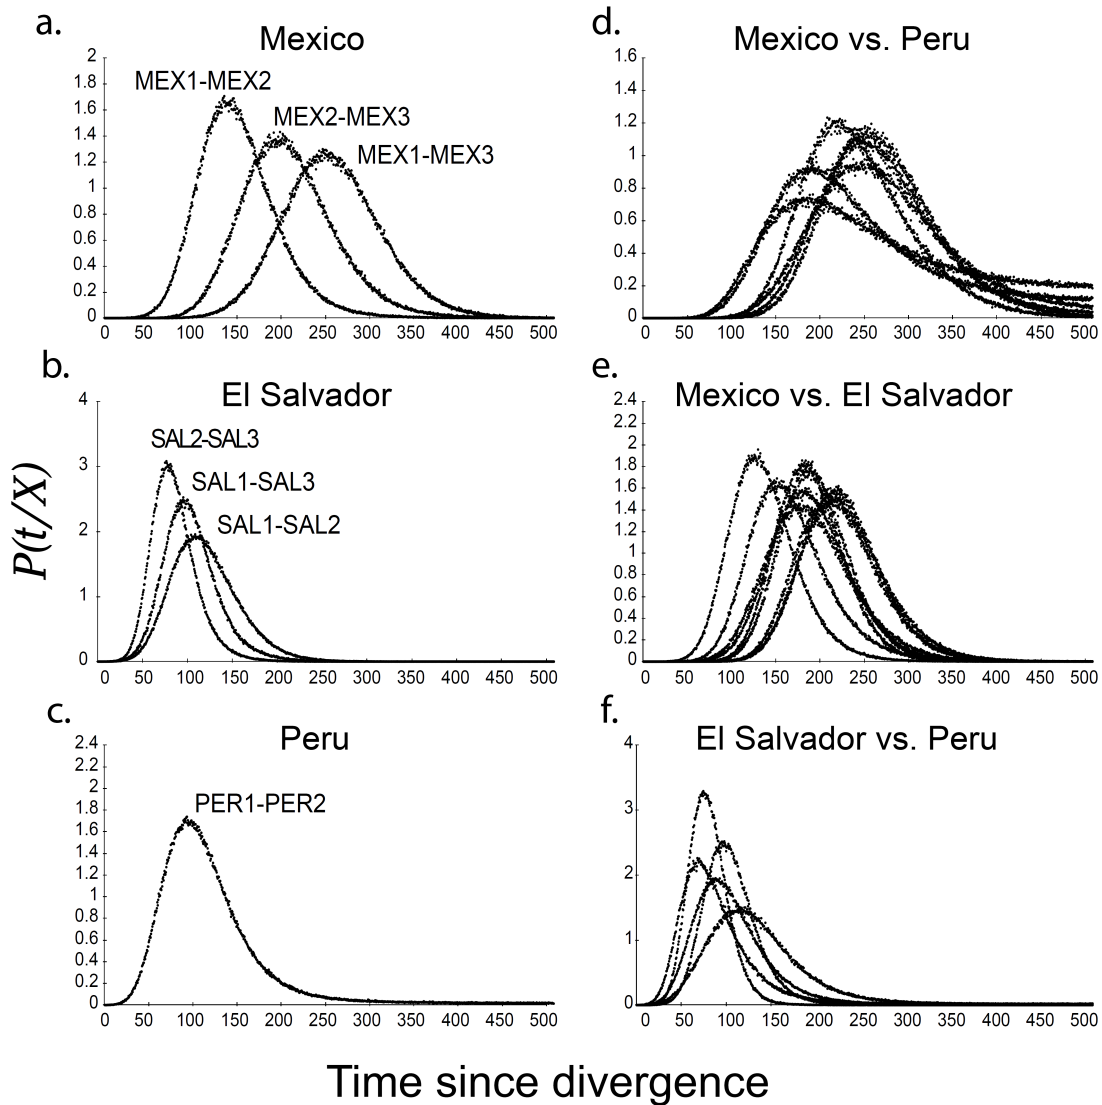 a.
Mexico
2
1.8
1.6
1.4
1.2
1
0.8
0.6
0.4
0.2
0
MEX1-MEX2
MEX2-MEX3
MEX1-MEX3
0 50 100 150 200 250 300 350 400 450 500
b.
El Salvador
4
3
2
1
0
SAL2-SAL3
SAL1-SAL3
SAL1-SAL2
0 50 100 150 200 250 300 350 400 450 500
P(t/X)
c.
Peru
2.4
2.2
2
1.8
1.6
1.4
1.2
1
0.8
0.6
0.4
0.2
0
PER1-PER2
0 50 100 150 200 250 300 350 400 450 500
d.
Mexico vs. Peru
1.6
1.4
1.2
1
0.8
0.6
0.4
0.2
0
0 50 100 150 200 250 300 350 400 450 500
e.
Mexico vs. El Salvador
2.4
2.2
2
1.8
1.6
1.4
1.2
1
0.8
0.6
0.4
0.2
0
0 50 100 150 200 250 300 350 400 450 500
f.
El Salvador vs. Peru
4
3
2
1
0
0 50 100 150 200 250 300 350 400 450 500
Time since divergence